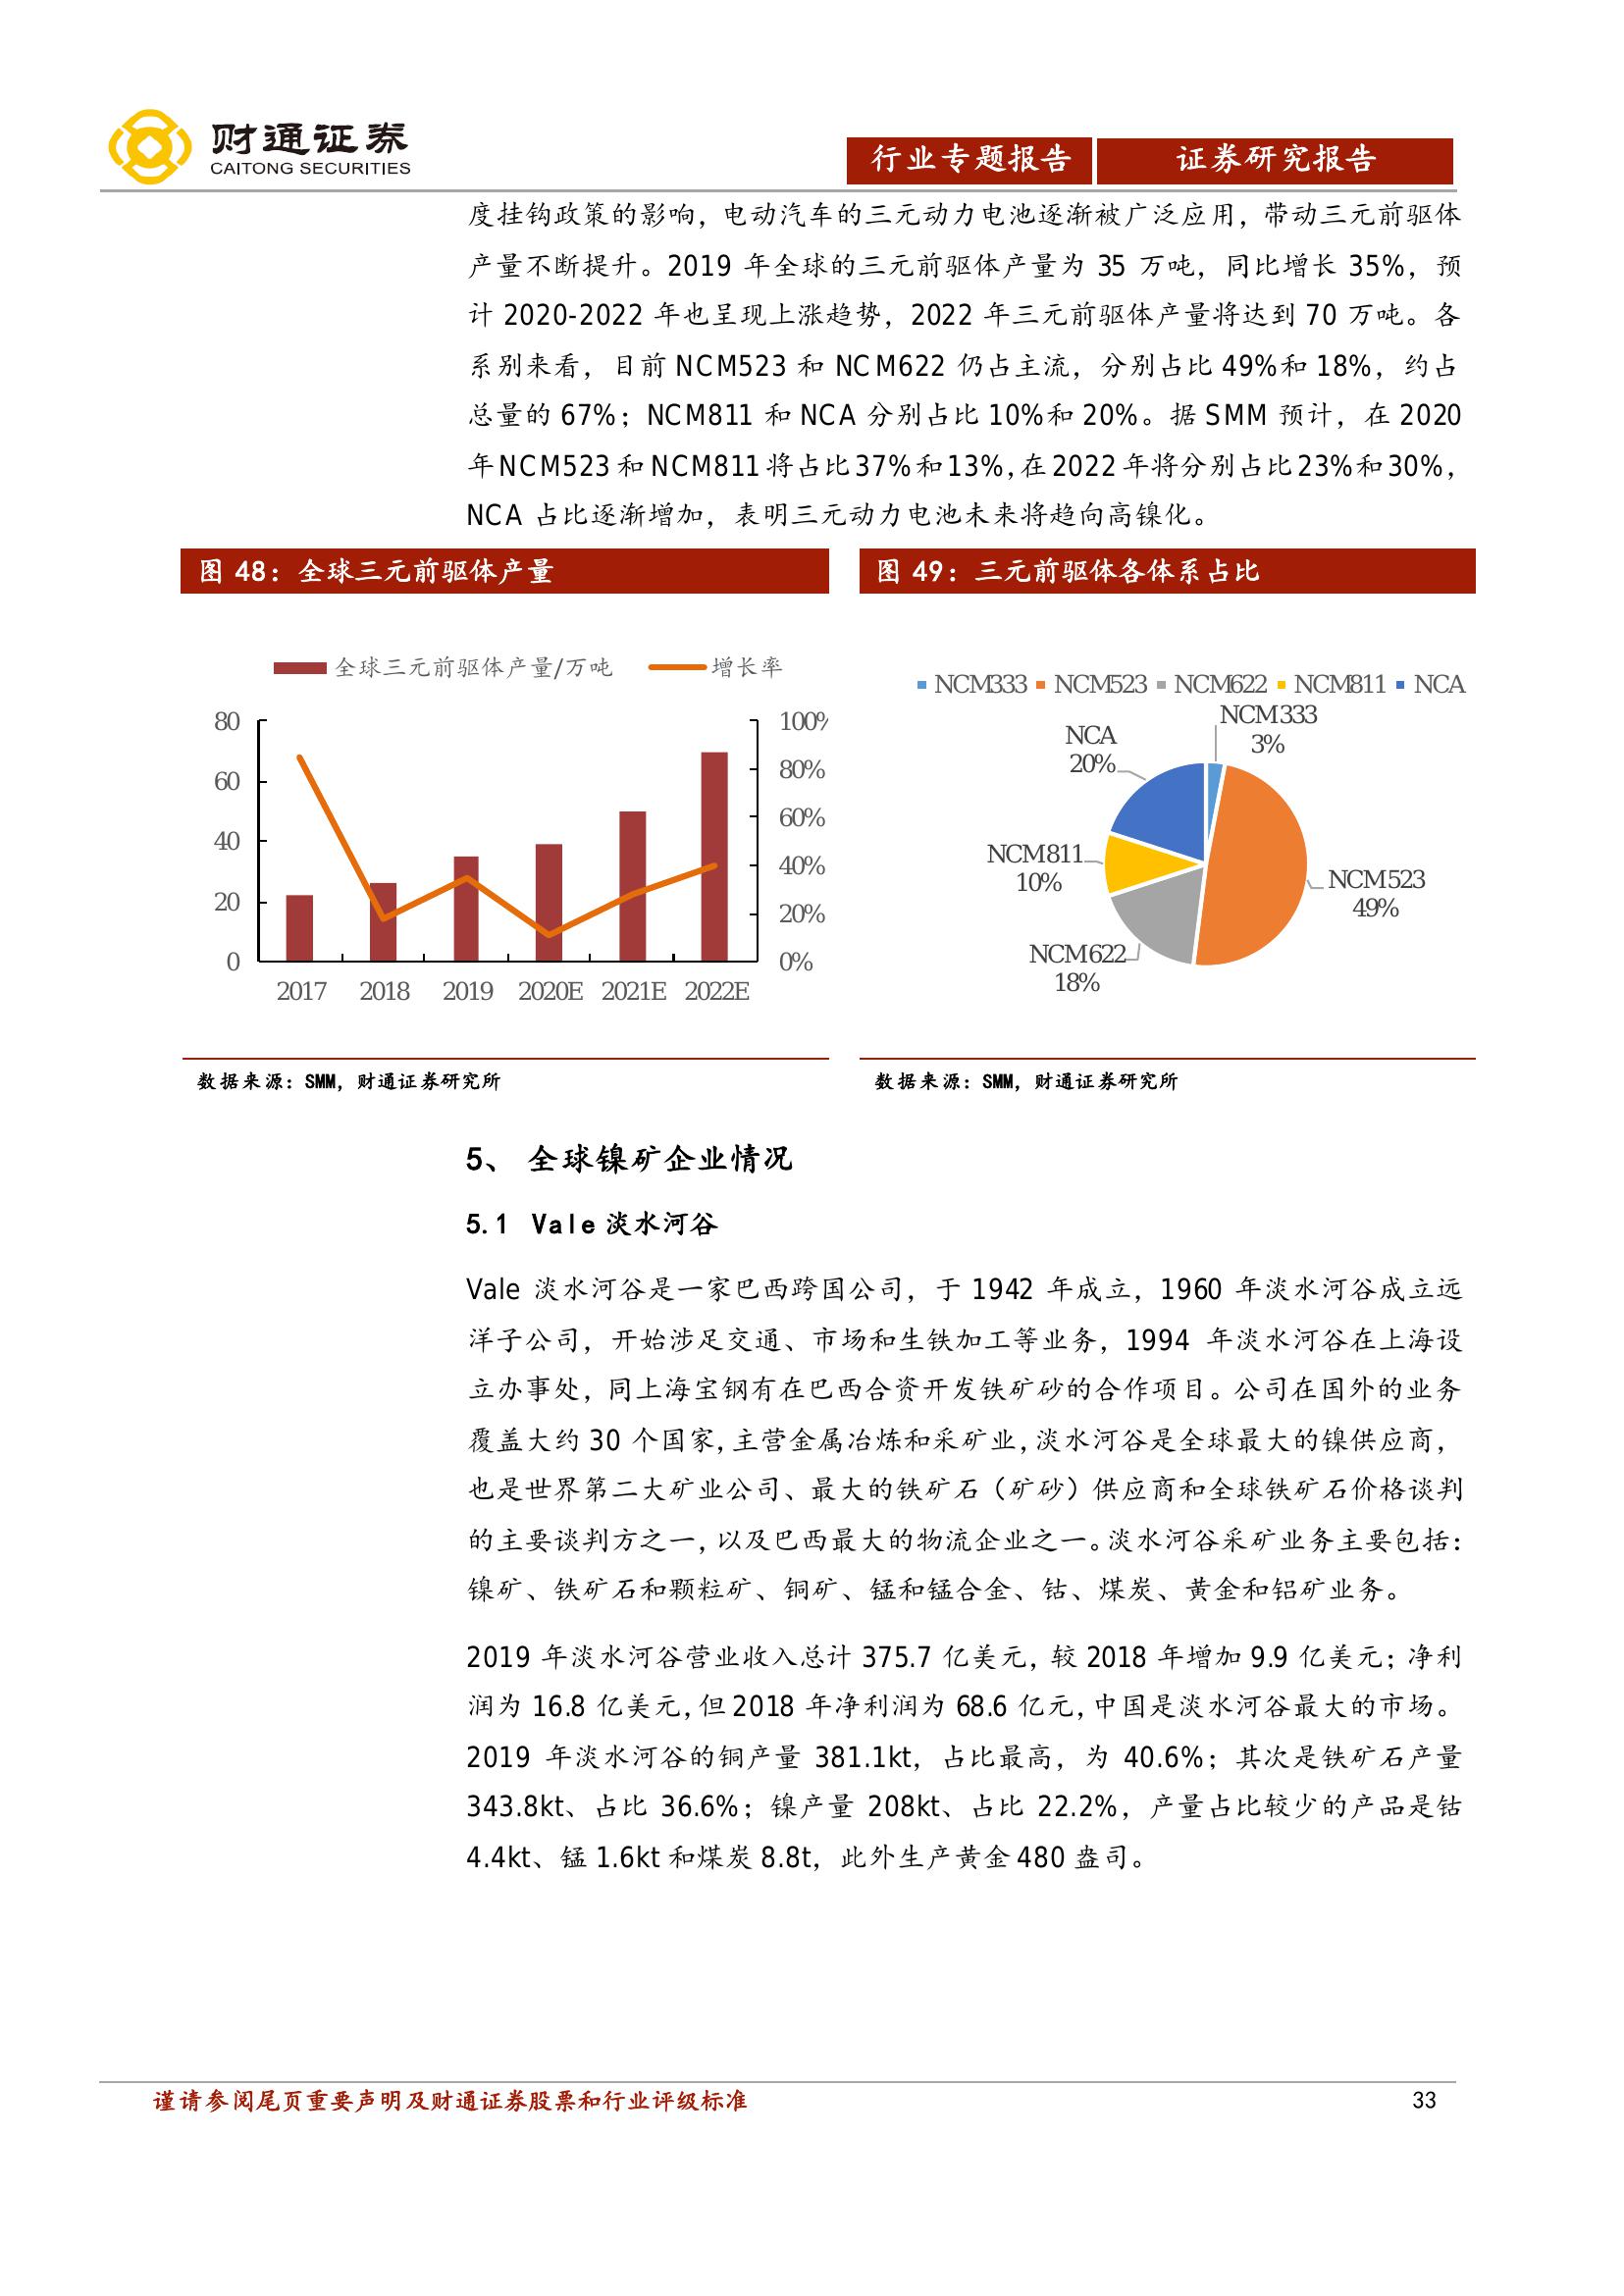 财通证券
CAITONG SECURITIES
行业专题报告 证券研究报告
度挂钩政策的影响，电动汽车的三元动力电池逐渐被广泛应用，带动三元前驱体
产量不断提升。2019 年全球的三元前驱体产量为 35 万吨，同比增长 35%，预
计 2020-2022 年也呈现上涨趋势，2022 年三元前驱体产量将达到 70 万吨。各
系别来看，目前 NCM523 和 NCM622 仍占主流，分别占比 49%和 18%，约占
总量的 67%；NCM811 和 NCA 分别占比 10%和 20%。据 SMM 预计，在 2020
年 NCM523 和 NCM811 将占比 37%和 13%，在 2022 年将分别占比 23%和 30%，
NCA 占比逐渐增加，表明三元动力电池未来将趋向高镍化。
图 48：全球三元前驱体产量
全球三元前驱体产量/万吨 增长率
80
60
40
20
0
100%
80%
60%
40%
20%
0%
2017 2018 2019 2020E 2021E 2022E
数据来源：SMM，财通证券研究所
图 49：三元前驱体各体系占比
NCM333 NCM523 NCM622 NCM811 NCA
NCM333
3%
NCA
20%
NCM811
10%
NCM523
49%
NCM622
18%
数据来源：SMM，财通证券研究所
5、 全球镍矿企业情况
5.1 Vale 淡水河谷
Vale 淡水河谷是一家巴西跨国公司，于 1942 年成立，1960 年淡水河谷成立远
洋子公司，开始涉足交通、市场和生铁加工等业务，1994 年淡水河谷在上海设
立办事处，同上海宝钢有在巴西合资开发铁矿砂的合作项目。公司在国外的业务
覆盖大约 30 个国家，主营金属冶炼和采矿业，淡水河谷是全球最大的镍供应商，
也是世界第二大矿业公司、最大的铁矿石（矿砂）供应商和全球铁矿石价格谈判
的主要谈判方之一，以及巴西最大的物流企业之一。淡水河谷采矿业务主要包括：
镍矿、铁矿石和颗粒矿、铜矿、锰和锰合金、钴、煤炭、黄金和铝矿业务。
2019 年淡水河谷营业收入总计 375.7 亿美元，较 2018 年增加 9.9 亿美元；净利
润为 16.8 亿美元，但 2018 年净利润为 68.6 亿元，中国是淡水河谷最大的市场。
2019 年淡水河谷的铜产量 381.1kt，占比最高，为 40.6%；其次是铁矿石产量
343.8kt、占比 36.6%；镍产量 208kt、占比 22.2%，产量占比较少的产品是钴
4.4kt、锰 1.6kt 和煤炭 8.8t，此外生产黄金 480 盎司。
谨请参阅尾页重要声明及财通证券股票和行业评级标准 33